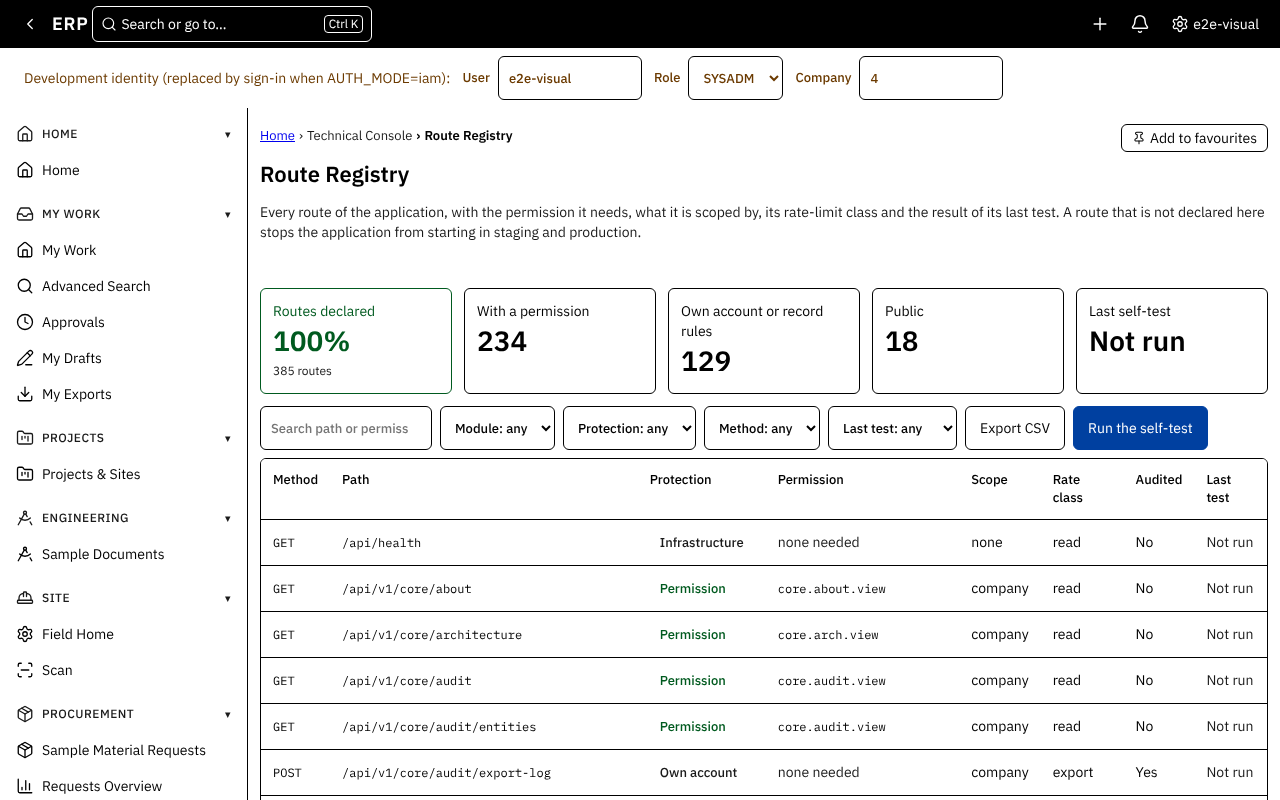 ERP
Search or go to...
Ctrl K
e2e-visual
Development identity (replaced by sign-in when AUTH_MODE=iam):
User
e2e-visual
Role
SYSADM
Company
4
HOME
Home
MY WORK
My Work
Advanced Search
Approvals
My Drafts
My Exports
PROJECTS
Projects & Sites
ENGINEERING
Sample Documents
SITE
Field Home
Scan
PROCUREMENT
Sample Material Requests
Requests Overview
Home › Technical Console › Route Registry
Add to favourites
Route Registry
Every route of the application, with the permission it needs, what it is scoped by, its rate-limit class and the result of its last test. A route that is not declared here
stops the application from starting in staging and production.
Routes declared
100%
385 routes
With a permission
234
Own account or record
rules
129
Public
18
Last self-test
Not run
Search path or permiss
Module: any
Protection: any
Method: any
Last test: any
Export CSV
Run the self-test
Method Path Protection Permission Scope Rate class Audited Last test
GET /api/health Infrastructure none needed none read No Not run
GET /api/v1/core/about Permission core.about.view company read No Not run
GET /api/v1/core/architecture Permission core.arch.view company read No Not run
GET /api/v1/core/audit Permission core.audit.view company read No Not run
GET /api/v1/core/audit/entities Permission core.audit.view company read No Not run
POST /api/v1/core/audit/export-log Own account none needed company export Yes Not run